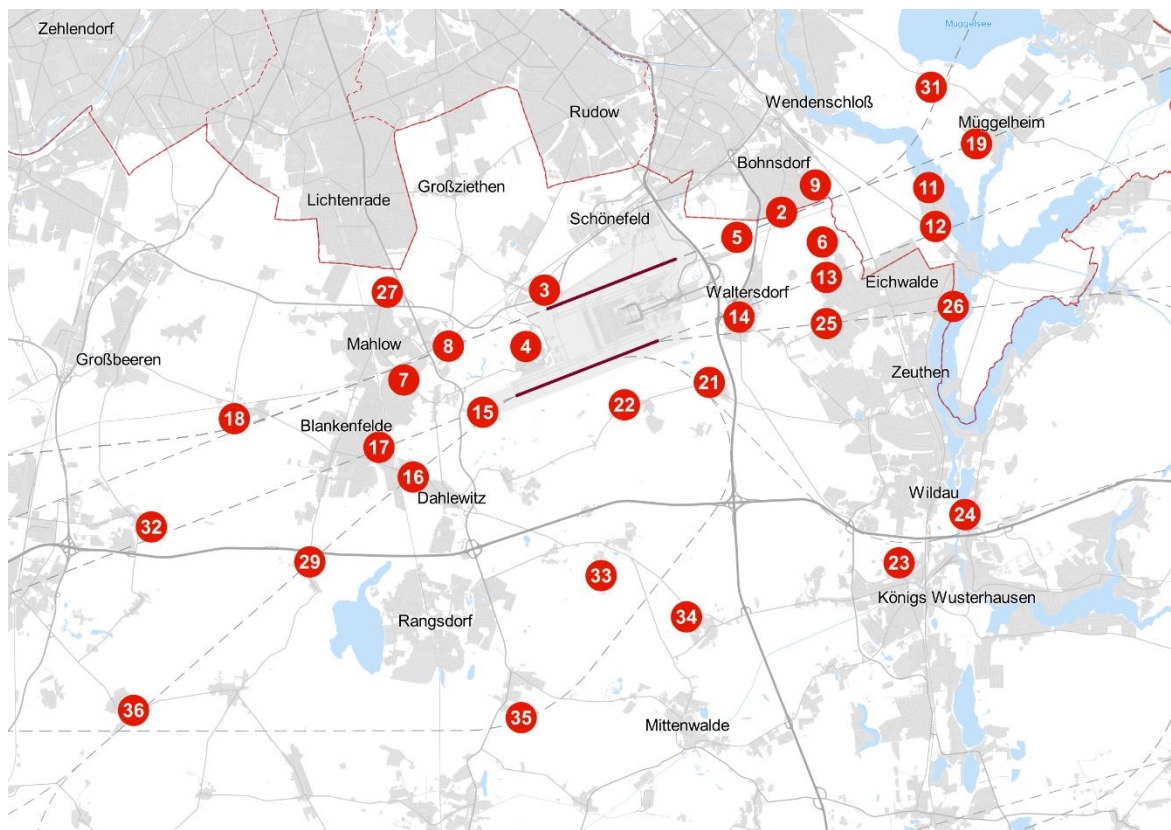 Zehlendorf
Müggelsee
31
Wendenschloß
Rudow
Müggelheim
19
Bohnsdorf
9
11
Großziethen
Lichtenrade
2
Schönefeld
12
5
6
13
Eichwalde
3
27
Waltersdorf
26
14
25
Mahlow
8
4
Großbeeren
Zeuthen
7
21
22
15
18
Blankenfelde
17
16
Dahlewitz
Wildau
24
32
29
23
33
Königs Wusterhausen
34
Rangsdorf
36
35
Mittenwalde